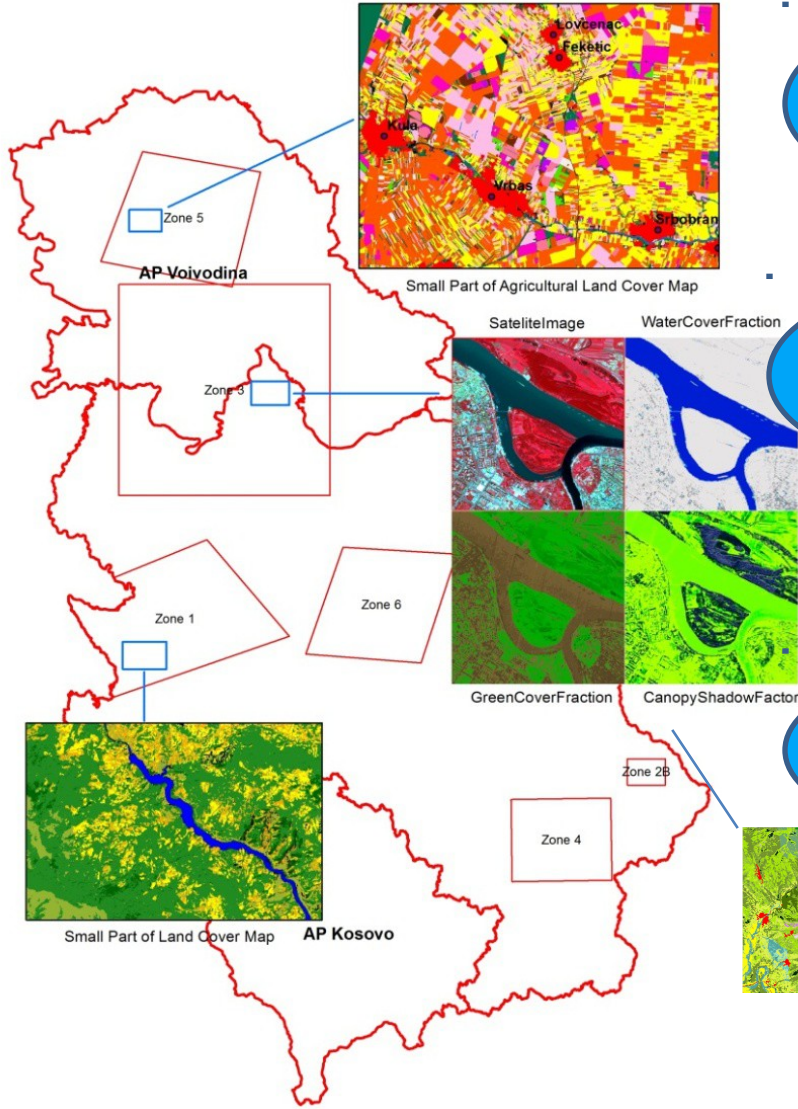 Lovcenac
Feketic
Kula
Vrbas
Srbobran
Zone 5
AP Voivodina
Small Part of Agricultural Land Cover Map
SateliteImage
WaterCoverFraction
Zone 3
Zone 1
Zone 6
GreenCoverFraction
CanopyShadowFactor
Zone 2B
Zone 4
Small Part of Land Cover Map
AP Kosovo